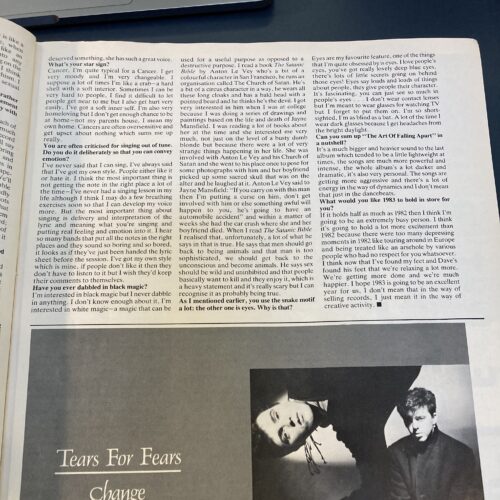 deserved something, she has such a great voice.
What's your star sign?
Cancer. I'm quite typical for a Cancer. I get
very moody and I'm very changeable. I
suppose a lot of times I'm like a crab–a hard
shell with a soft interior. Sometimes I can be
very hard to people, I find it difficult to let
people get near to me but I also get hurt very
easily. I've got a soft inner self. I'm also very
homeloving but I don't get enough chance to be
at home–not my parents house, I mean my
own home. Cancers are often oversensitive and
get upset about nothing which sums me up
really.
You are often criticised for singing out of tune.
Do you do it deliberately so that you can convey
emotion?
I've never said that I can sing, I've always said
that I've got my own style. People either like it
or hate it. I think the most important thing is
not getting the note in the right place a lot of
the time–I've never had a singing lesson in my
life although I think I may do a few breathing
exercises soon so that I can develop my voice
more. But the most important thing about
singing is delivery and interpretation of the
lyric and meaning what you're singing and
putting real feeling and emotion into it. I hear
so many bands that put all the notes in the right
places and they sound so boring and so bored,
it looks as if they've just been handed the lyric
sheet before the session. I've got my own style
which is mine, if people don't like it then they
don't have to listen to it but I wish they'd keep
their comments to themselves.
Have you ever dabbled in black magic?
I'm interested in black magic but I never dabble
in anything. I don't know enough about it, I'm
interested in white magic–a magic that can be
used for a useful purpose as opposed to a
destructive purpose. I read a book The Satanic
Bible by Anton Le Vey who's a bit of a
colourful character in San Francisco, he runs an
organisation called The Church of Satan. He's
a bit of a circus character in a way, he wears all
these long cloaks and has a bald head with a
pointed beard and he thinks he's the devil. I got
very interested in him when I was at college
because I was doing a series of drawings and
paintings based on the life and death of Jayne
Mansfield. I was reading a lot of books about
her at the time and she interested me very
much, not just on the level of a busty dumb
blonde but because there were a lot of very
strange things happening in her life. She was
involved with Anton Le Vey and his Church of
Satan and she went to his place once to pose for
some photographs with him and her boyfriend
picked up some sacred skull that was on the
altar and he laughed at it. Anton Le Vey said to
Jayne Mansfield: "If you carry on with this man
then I'm putting a curse on him, don't get
involved with him or else something awful will
happen to you, he's going to have an
automobile accident" and within a matter of
weeks she had the car crash where she and her
boyfriend died. When I read The Satanic Bible
I realised that, unfortunately, a lot of what he
says in that is true. He says that men should go
back to being animals and that man is too
sophisticated, we should get back to the
unconscious and become animals. He says sex
should be wild and uninhibited and that people
basically want to kill and they enjoy it, which is
a heavy statement and it's really scary but I can
recognise it as probably being true.
As I mentioned earlier, you use the snake motif
a lot: the other one is eyes. Why is that?
Eyes are my favourite feature, one of the things
that I'm quite obsessed by is eyes. I love people's
eyes, you've got really lovely deep blue eyes,
there's lots of little secrets going on behind
those eyes! Eyes say loads and loads of things
about people, they give people their character.
It's fascinating, you can just see so much in
people's eyes . . . I don't wear contact lenses
but I'm meant to wear glasses for watching TV
but I forget to put them on. I'm so short-
sighted, I'm as blind as a bat. A lot of the time I
wear dark glasses because I get headaches from
the bright daylight.
Can you sum up "The Art Of Falling Apart" in
a nutshell?
It's a much bigger and heavier sound to the last
album which tended to be a little lightweight at
times, the songs are much more powerful and
intense, the whole album's a lot darker and
dramatic, it's also very personal. The songs are
getting more aggressive and there's a lot of
energy in the way of dynamics and I don't mean
that just in the dancebeats.
What would you like 1983 to hold in store for
you?
If it holds half as much as 1982 then I think I'm
going to be an extremely busy person. I think
it's going to hold a lot more excitement than
1982 because there were too many depressing
moments in 1982 like touring around in Europe
and being treated like an arsehole by various
people who had no respect for you whatsoever.
I think now that I've found my feet and Dave's
found his feet that we're relaxing a lot more.
We're getting more done and we're much
happier. I hope 1983 is going to be an excellent
year for us, I don't mean that in the way of
selling records, I just mean it in the way of
creative activity. ■
Tears For Fears
Change